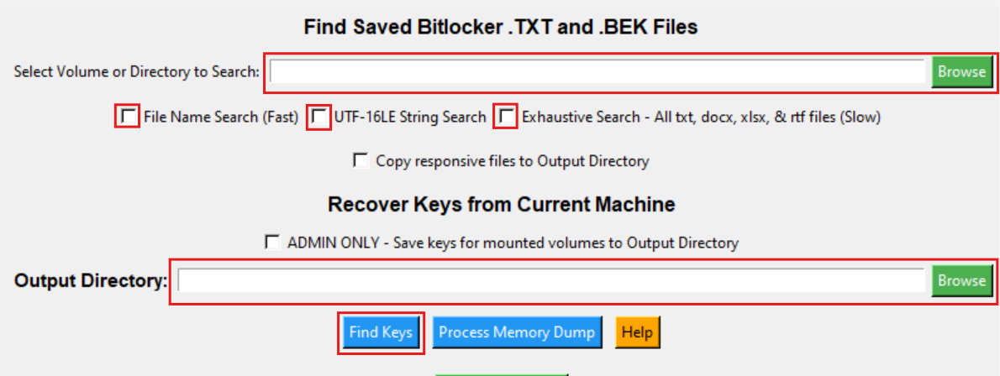 Find Saved Bitlocker .TXT and .BEK Files
Select Volume or Directory to Search: Browse
File Name Search (Fast) UTF-16LE String Search Exhaustive Search - All txt, docx, xlsx, & rtf files (Slow)
Copy responsive files to Output Directory
Recover Keys from Current Machine
ADMIN ONLY - Save keys for mounted volumes to Output Directory
Output Directory: Browse
Find Keys Process Memory Dump Help